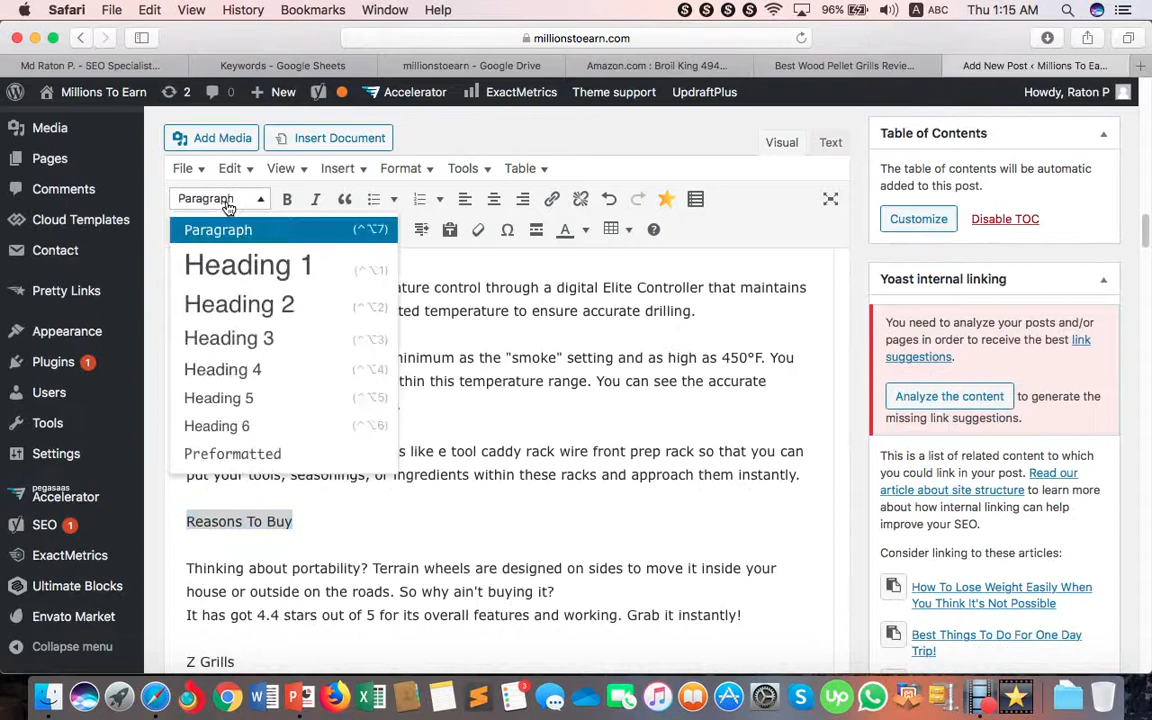 Safari File Edit View History Bookmarks Window Help
96% A ABC Thu 1:15 AM
millionstoearn.com
Md Raton P. - SEO Specialist...
Keywords - Google Sheets
millionstoearn - Google Drive
Amazon.com : Broil King 494...
Best Wood Pellet Grills Revie...
Add New Post ‹ Millions To Ea...
Millions To Earn 2 0 New Accelerator ExactMetrics Theme support UpdraftPlus Howdy, Raton P
Media
Pages
Comments
Cloud Templates
Contact
Pretty Links
Appearance
Plugins 1
Users
Tools
Settings
pegasaas
Accelerator
SEO 1
ExactMetrics
Ultimate Blocks
Envato Market
Collapse menu
Add Media Insert Document
Visual Text
File Edit View Insert Format Tools Table
Paragraph
Paragraph (^⌥7)
Heading 1 (^⌥1)
Heading 2 (^⌥2)
Heading 3 (^⌥3)
Heading 4 (^⌥4)
Heading 5 (^⌥5)
Heading 6 (^⌥6)
Preformatted
ature control through a digital Elite Controller that maintains
ted temperature to ensure accurate drilling.
minimum as the "smoke" setting and as high as 450°F. You
thin this temperature range. You can see the accurate
s like e tool caddy rack wire front prep rack so that you can
put your tools, seasonings, or ingredients within these racks and approach them instantly.
Reasons To Buy
Thinking about portability? Terrain wheels are designed on sides to move it inside your
house or outside on the roads. So why ain't buying it?
It has got 4.4 stars out of 5 for its overall features and working. Grab it instantly!
Z Grills
Table of Contents
The table of contents will be automatic
added to this post.
Customize Disable TOC
Yoast internal linking
You need to analyze your posts and/or
pages in order to receive the best link
suggestions.
Analyze the content to generate the
missing link suggestions.
This is a list of related content to which
you could link in your post. Read our
article about site structure to learn more
about how internal linking can help
improve your SEO.
Consider linking to these articles:
How To Lose Weight Easily When
You Think It's Not Possible
Best Things To Do For One Day
Trip!
3